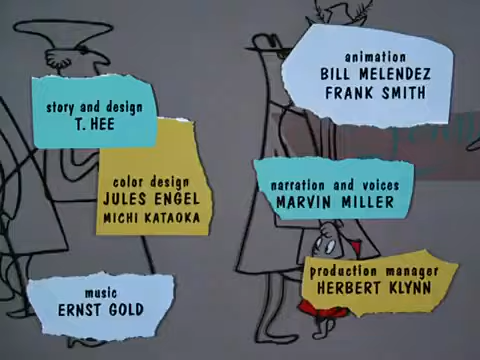 story and design
T. HEE
color design
JULES ENGEL
MICHI KATAOKA
music
ERNST GOLD
animation
BILL MELENDEZ
FRANK SMITH
narration and voices
MARVIN MILLER
production manager
HERBERT KLYNN